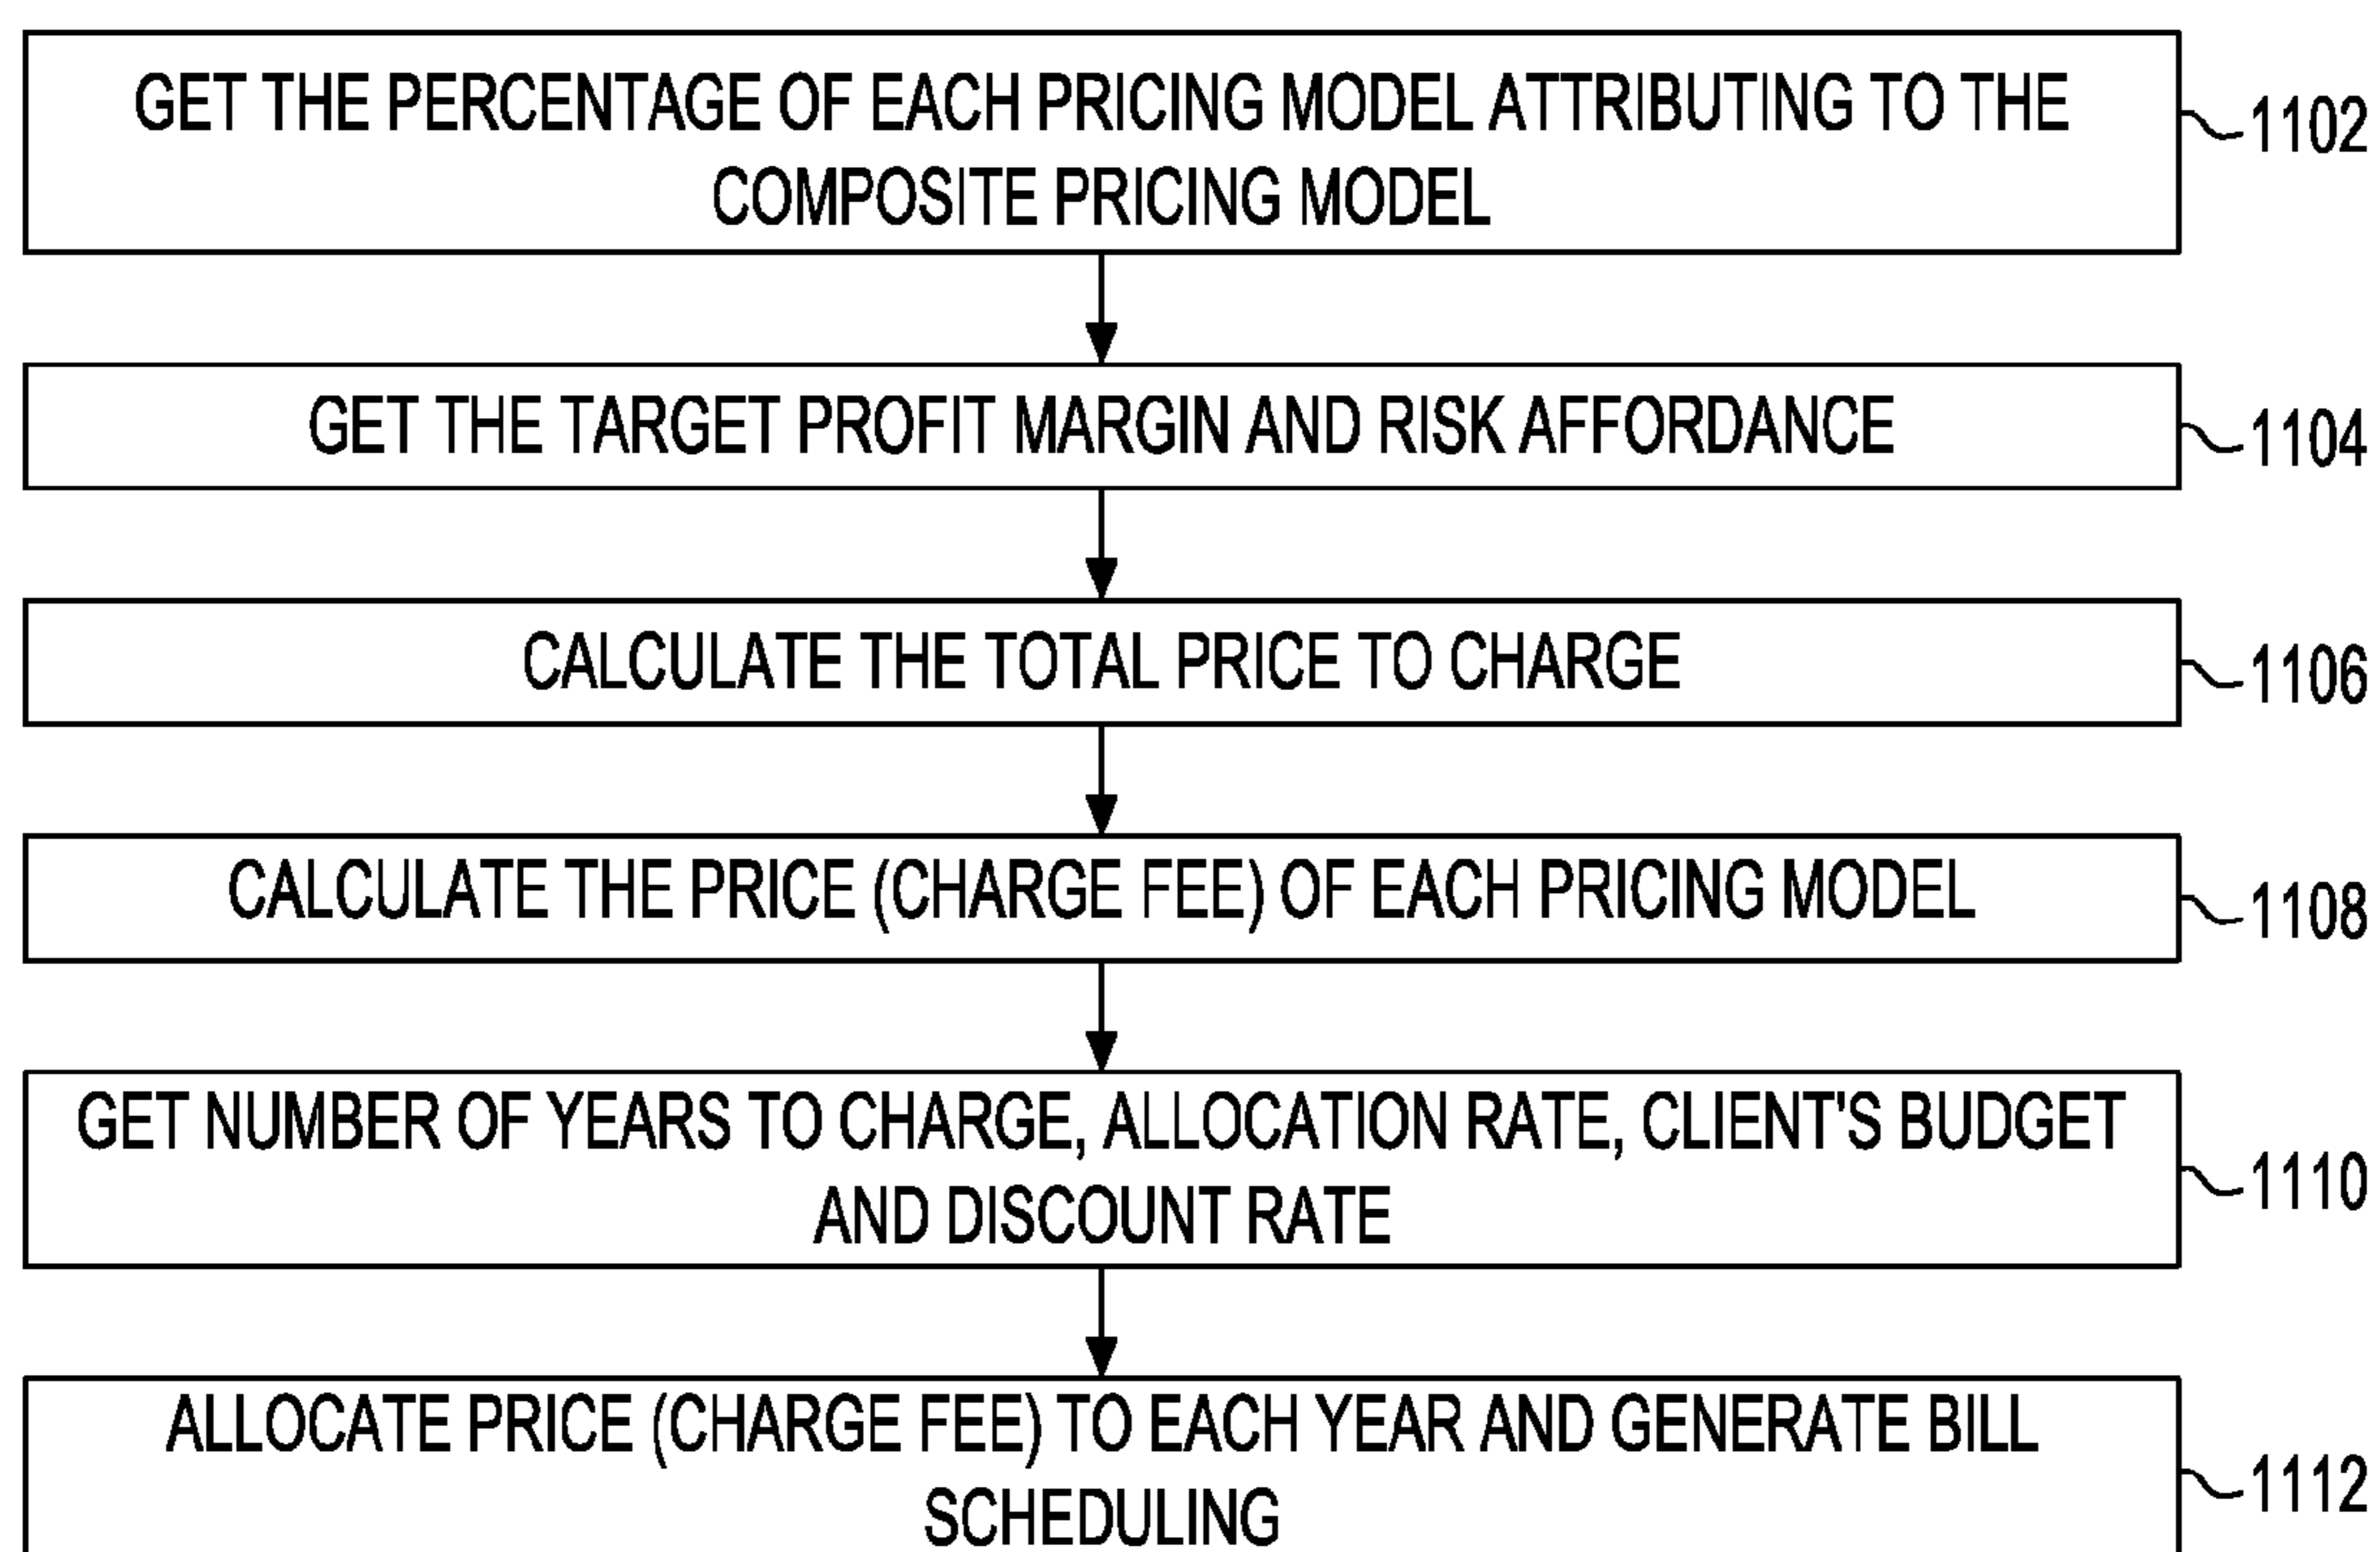 GET THE PERCENTAGE OF EACH PRICING MODEL ATTRIBUTING TO THE
COMPOSITE PRICING MODEL
1102
GET THE TARGET PROFIT MARGIN AND RISK AFFORDANCE
1104
CALCULATE THE TOTAL PRICE TO CHARGE
1106
CALCULATE THE PRICE (CHARGE FEE) OF EACH PRICING MODEL
1108
GET NUMBER OF YEARS TO CHARGE, ALLOCATION RATE, CLIENT'S BUDGET
AND DISCOUNT RATE
1110
ALLOCATE PRICE (CHARGE FEE) TO EACH YEAR AND GENERATE BILL
SCHEDULING
1112